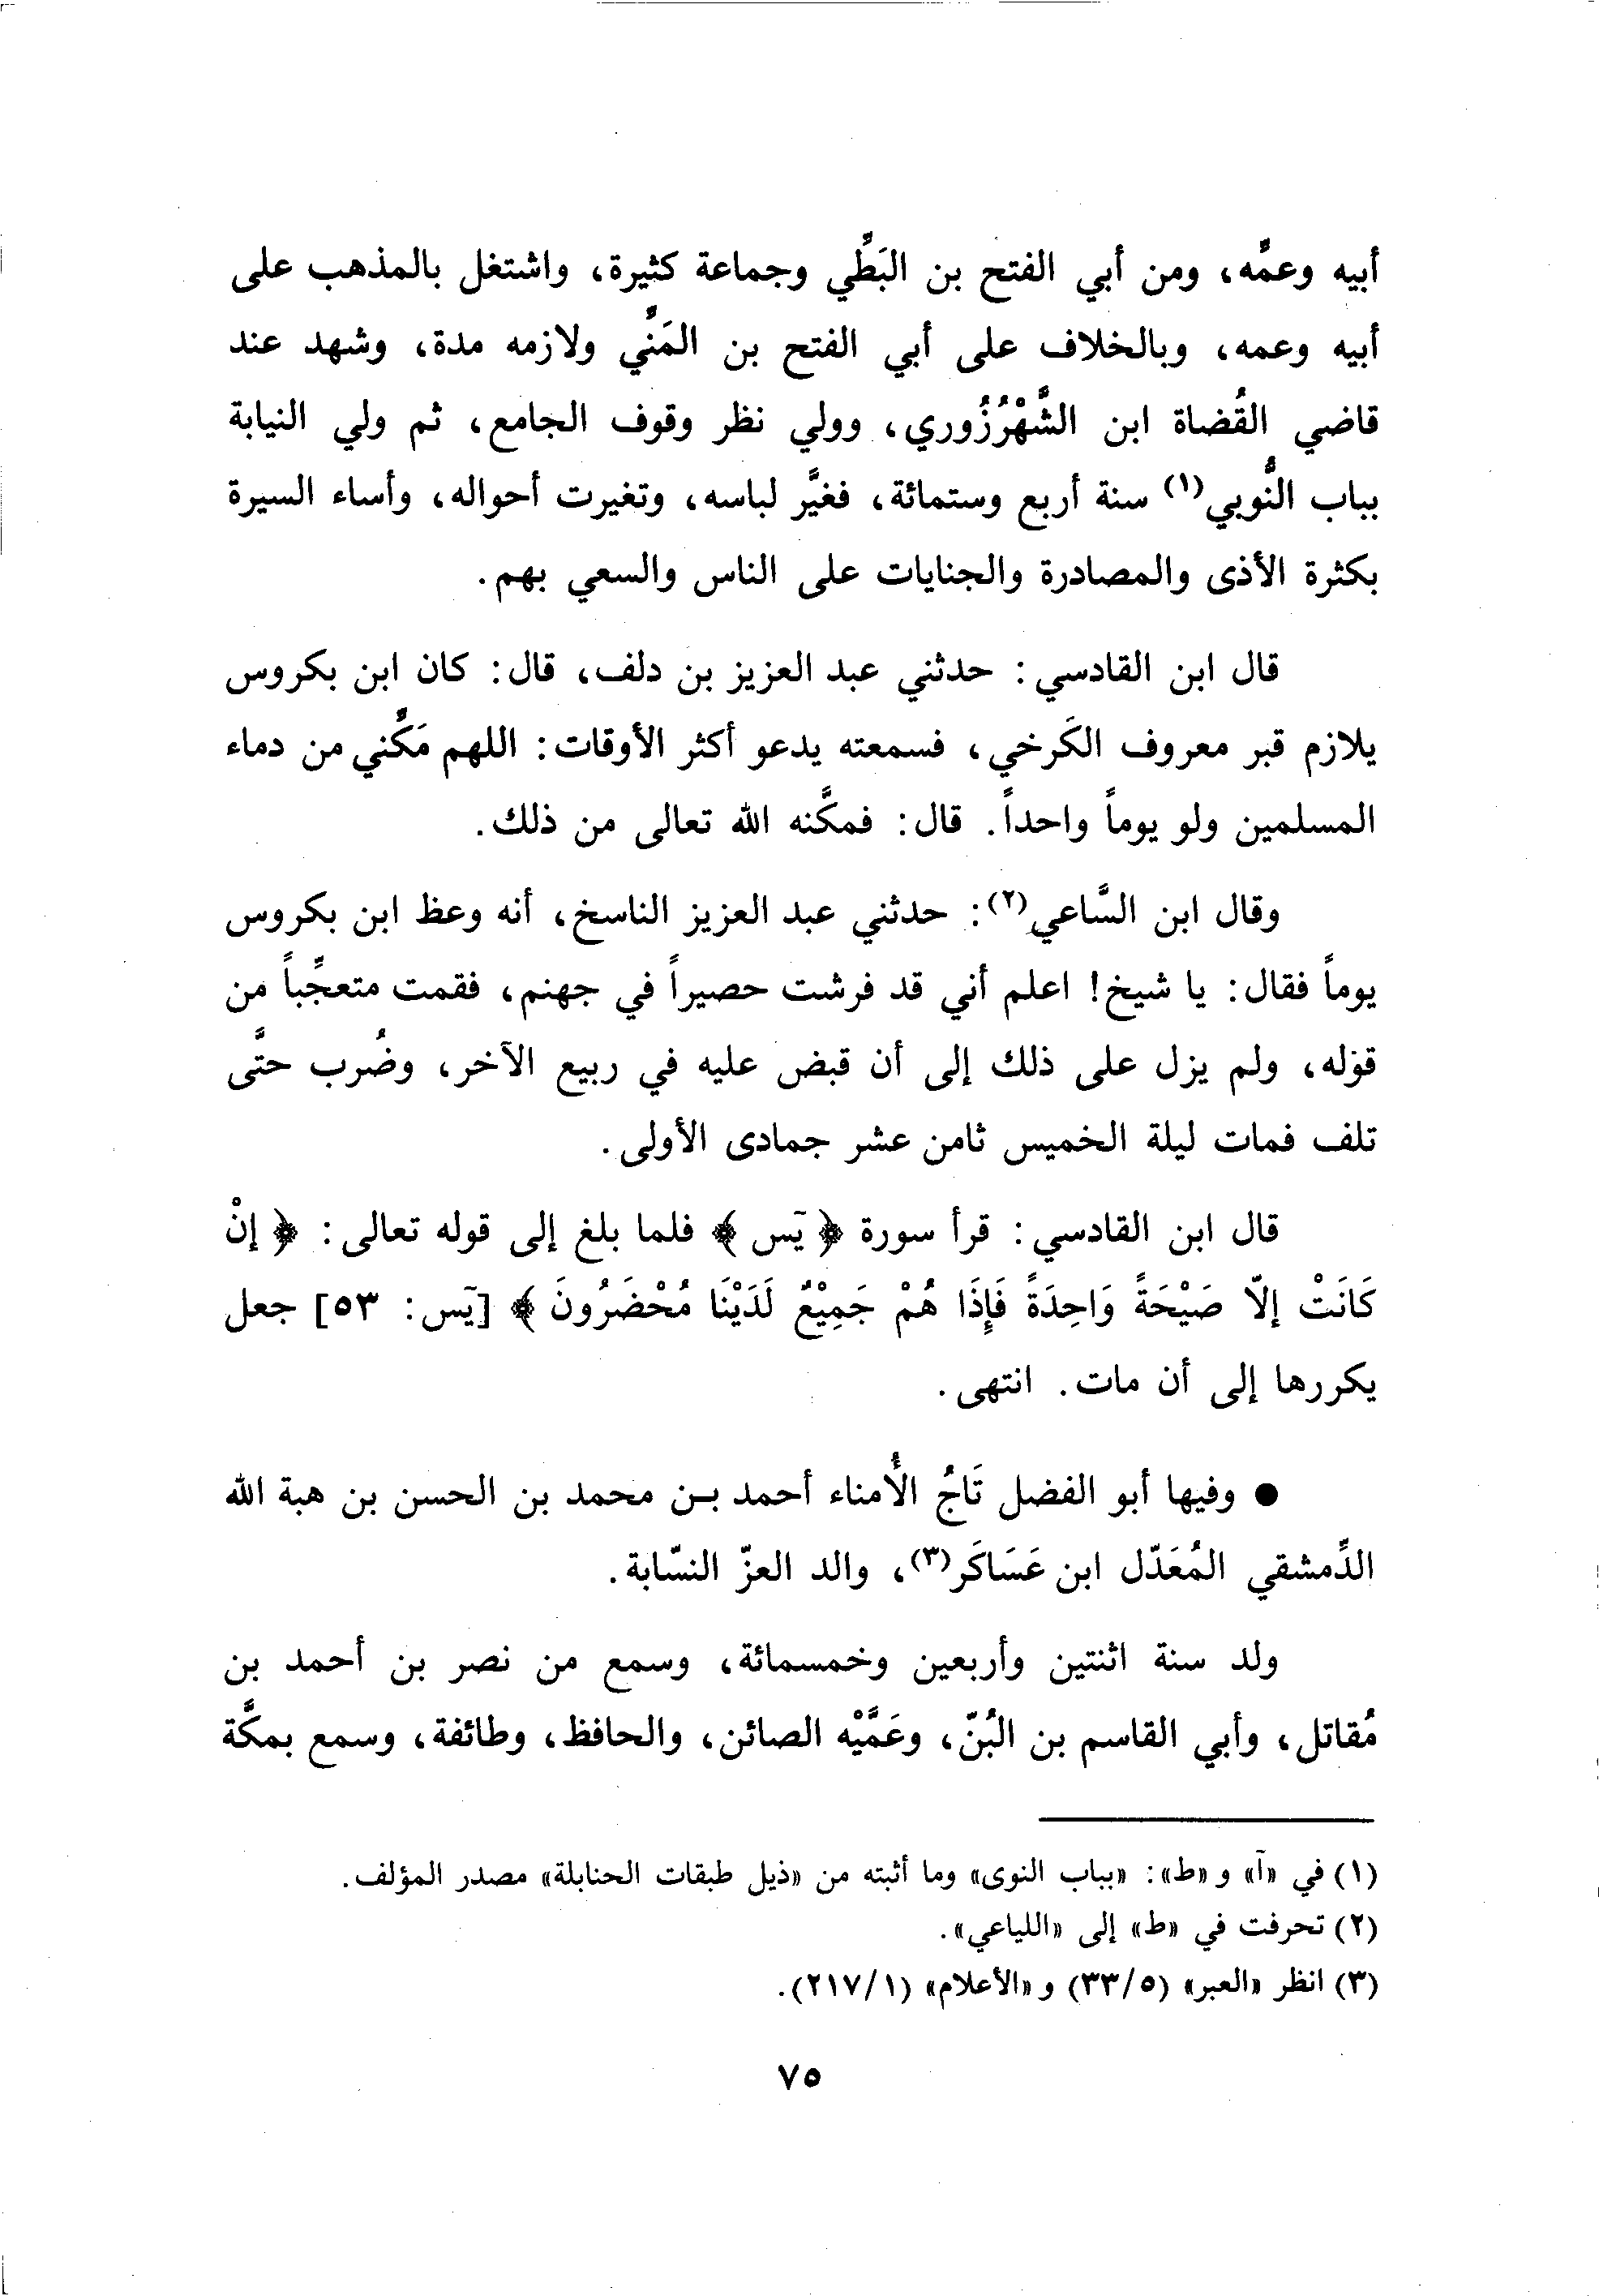 أبيه وعمِّه، ومن أبي الفتح بن البَطِّي وجماعة كثيرة، واشتغل بالمذهب على
أبيه وعمه، وبالخلاف على أبي الفتح بن المَنِّي ولازمه مدة، وشهد عند
قاضي القُضاة ابن الشَّهْرُزُوري، وولي نظر وقوف الجامع، ثم ولي النيابة
بباب النُّوبي(١) سنة أربع وستمائة، فغيَّر لباسه، وتغيرت أحواله، وأساء السيرة
بكثرة الأذى والمصادرة والجنايات على الناس والسعي بهم.
قال ابن القادسي: حدثني عبد العزيز بن دلف، قال: كان ابن بكروس
يلازم قبر معروف الكَرخي، فسمعته يدعو أكثر الأوقات: اللهم مَكِّني من دماء
المسلمين ولو يوماً واحداً. قال: فمكَّنه الله تعالى من ذلك.
وقال ابن السَّاعي(٢): حدثني عبد العزيز الناسخ، أنه وعظ ابن بكروس
يوماً فقال: يا شيخ! اعلم أني قد فرشت حصيراً في جهنم، فقمت متعجِّباً من
قوله، ولم يزل على ذلك إلى أن قبض عليه في ربيع الآخر، وضُرب حتَّى
تلف فمات ليلة الخميس ثامن عشر جمادى الأولى.
قال ابن القادسي: قرأ سورة ﴿ يَس ﴾ فلما بلغ إلى قوله تعالى: ﴿ إنْ
كَانَتْ إلاّ صَيْحَةً وَاحِدَةً فَإِذَا هُمْ جَمِيْعٌ لَدَيْنَا مُحْضَرُونَ ﴾ [يَس: ٥٣] جعل
يكررها إلى أن مات. انتهى.
● وفيها أبو الفضل تَاجُ الأُمناء أحمد بـن محمد بن الحسن بن هبة الله
الدِّمشقي المُعَدّل ابن عَسَاكَر(٣)، والد العزّ النسّابة.
ولد سنة اثنتين وأربعين وخمسمائة، وسمع من نصر بن أحمد بن
مُقاتل، وأبي القاسم بن البُنّ، وعَمَّيْه الصائن، والحافظ، وطائفة، وسمع بمكَّة
(١) في «آ» و «ط»: «بباب النوى» وما أثبته من «ذيل طبقات الحنابلة» مصدر المؤلف.
(٢) تحرفت في «ط» إلى «اللياعي».
(٣) انظر «العبر» (٣٣/٥) و «الأعلام» (٢١٧/١).
٧٥